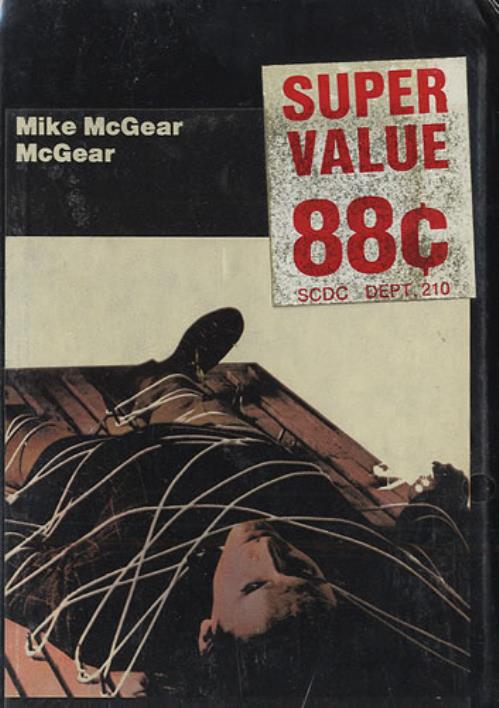 Mike McGear
McGear
SUPER
VALUE
88¢
SCDC DEPT. 210